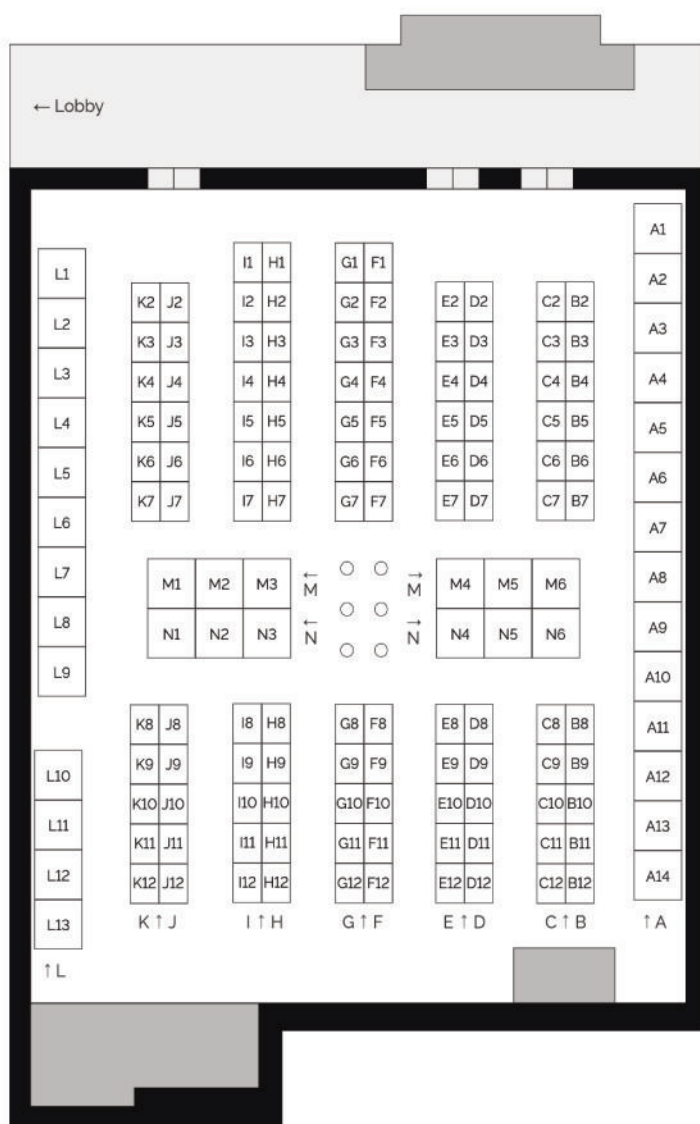 ← Lobby
A1
I1 H1 G1 F1
L1 A2
K2 J2 I2 H2 G2 F2 E2 D2 C2 B2
L2 A3
K3 J3 I3 H3 G3 F3 E3 D3 C3 B3
L3 K4 J4 I4 H4 G4 F4 E4 D4 C4 B4 A4
L4 K5 J5 I5 H5 G5 F5 E5 D5 C5 B5 A5
L5 K6 J6 I6 H6 G6 F6 E6 D6 C6 B6 A6
K7 J7 I7 H7 G7 F7 E7 D7 C7 B7
L6 A7
L7 M1 M2 M3 ← M → M M4 M5 M6 A8
L8 N1 N2 N3 ← N → N N4 N5 N6 A9
L9 A10
K8 J8 I8 H8 G8 F8 E8 D8 C8 B8 A11
K9 J9 I9 H9 G9 F9 E9 D9 C9 B9
L10 A12
K10 J10 I10 H10 G10 F10 E10 D10 C10 B10
L11 A13
K11 J11 I11 H11 G11 F11 E11 D11 C11 B11
L12 K12 J12 I12 H12 G12 F12 E12 D12 C12 B12 A14
L13 K ↑ J I ↑ H G ↑ F E ↑ D C ↑ B ↑ A
↑ L